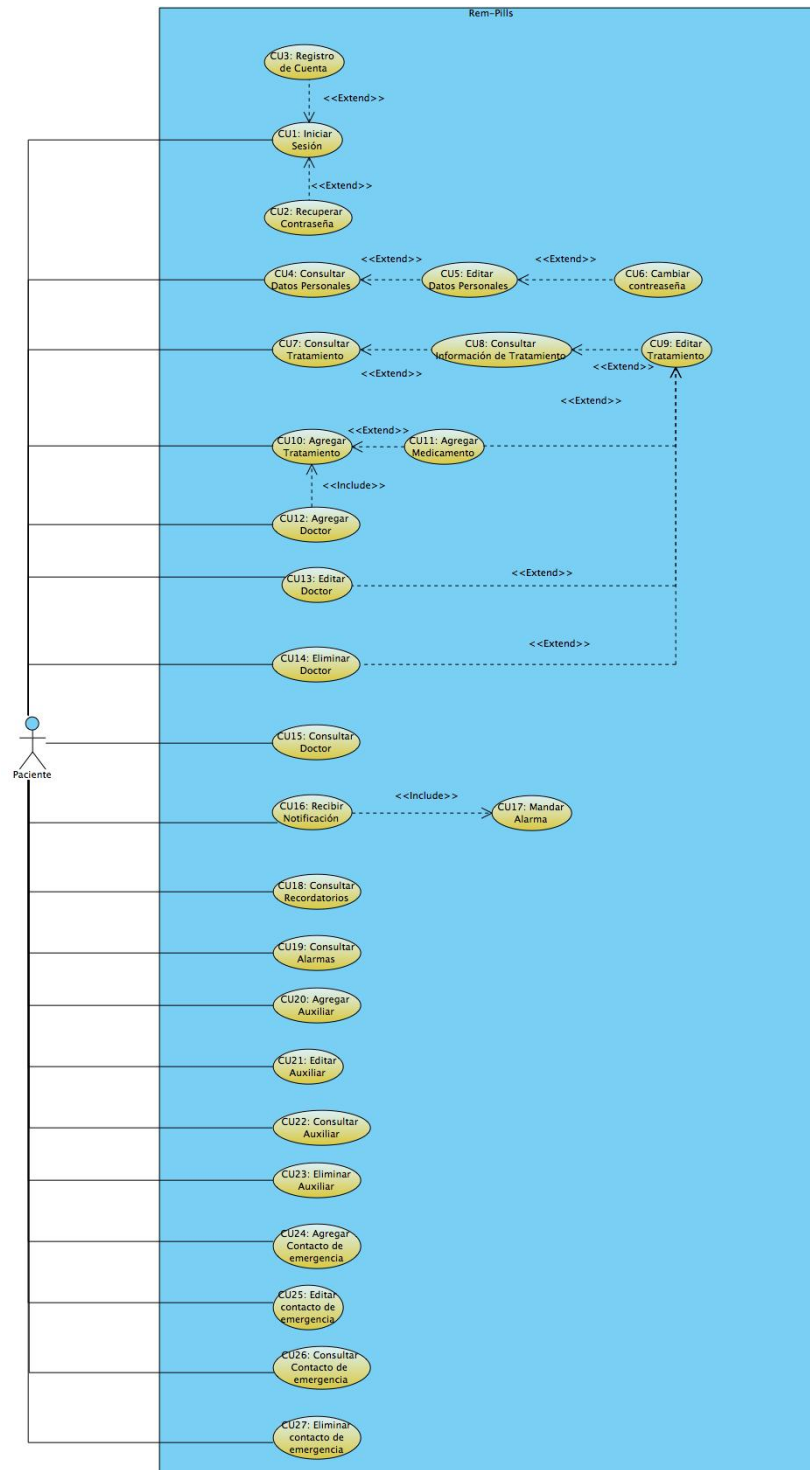 Rem-Pills
CU3: Registro
de Cuenta
<<Extend>>
CU1: Iniciar
Sesión
<<Extend>>
CU2: Recuperar
Contraseña
<<Extend>>
<<Extend>>
CU4: Consultar
Datos Personales
CU5: Editar
Datos Personales
CU6: Cambiar
contreaseña
CU7: Consultar
Tratamiento
CU8: Consultar
Información de Tratamiento
CU9: Editar
Tratamiento
<<Extend>>
<<Extend>>
<<Extend>>
CU10: Agregar
Tratamiento
<<Extend>>
CU11: Agregar
Medicamento
<<Include>>
CU12: Agregar
Doctor
CU13: Editar
Doctor
<<Extend>>
CU14: Eliminar
Doctor
<<Extend>>
Paciente
CU15: Consultar
Doctor
CU16: Recibir
Notificación
<<Include>>
CU17: Mandar
Alarma
CU18: Consultar
Recordatorios
CU19: Consultar
Alarmas
CU20: Agregar
Auxiliar
CU21: Editar
Auxiliar
CU22: Consultar
Auxiliar
CU23: Eliminar
Auxiliar
CU24: Agregar
Contacto de
emergencia
CU25: Editar
contacto de
emergencia
CU26: Consultar
Contacto de
emergencia
CU27: Eliminar
contacto de
emergencia